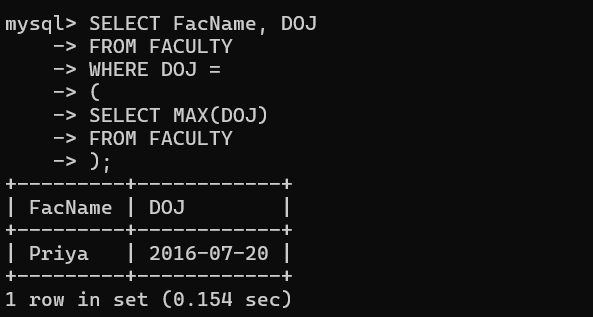 mysql> SELECT FacName, DOJ
    -> FROM FACULTY
    -> WHERE DOJ =
    -> (
    -> SELECT MAX(DOJ)
    -> FROM FACULTY
    -> );
+---------+------------+
| FacName | DOJ        |
+---------+------------+
| Priya   | 2016-07-20 |
+---------+------------+
1 row in set (0.154 sec)